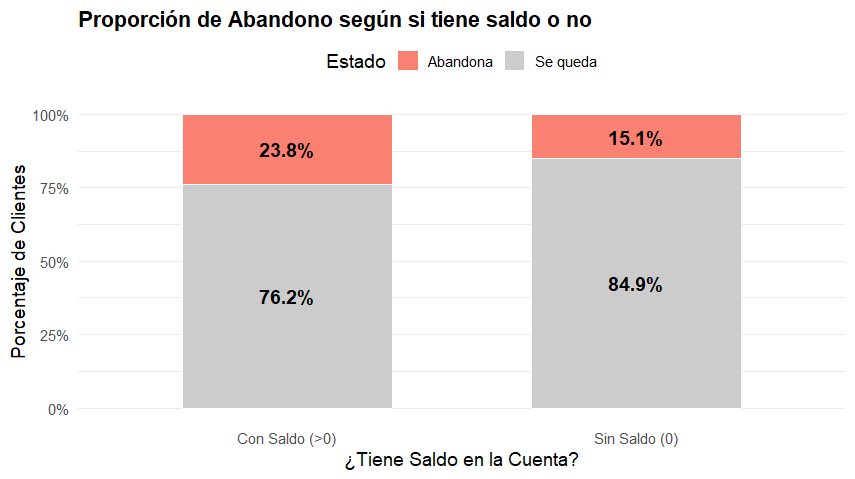 Proporción de Abandono según si tiene saldo o no
Estado Abandona Se queda
Porcentaje de Clientes
100%
75%
50%
25%
0%
23.8%
76.2%
15.1%
84.9%
Con Saldo (>0) Sin Saldo (0)
¿Tiene Saldo en la Cuenta?